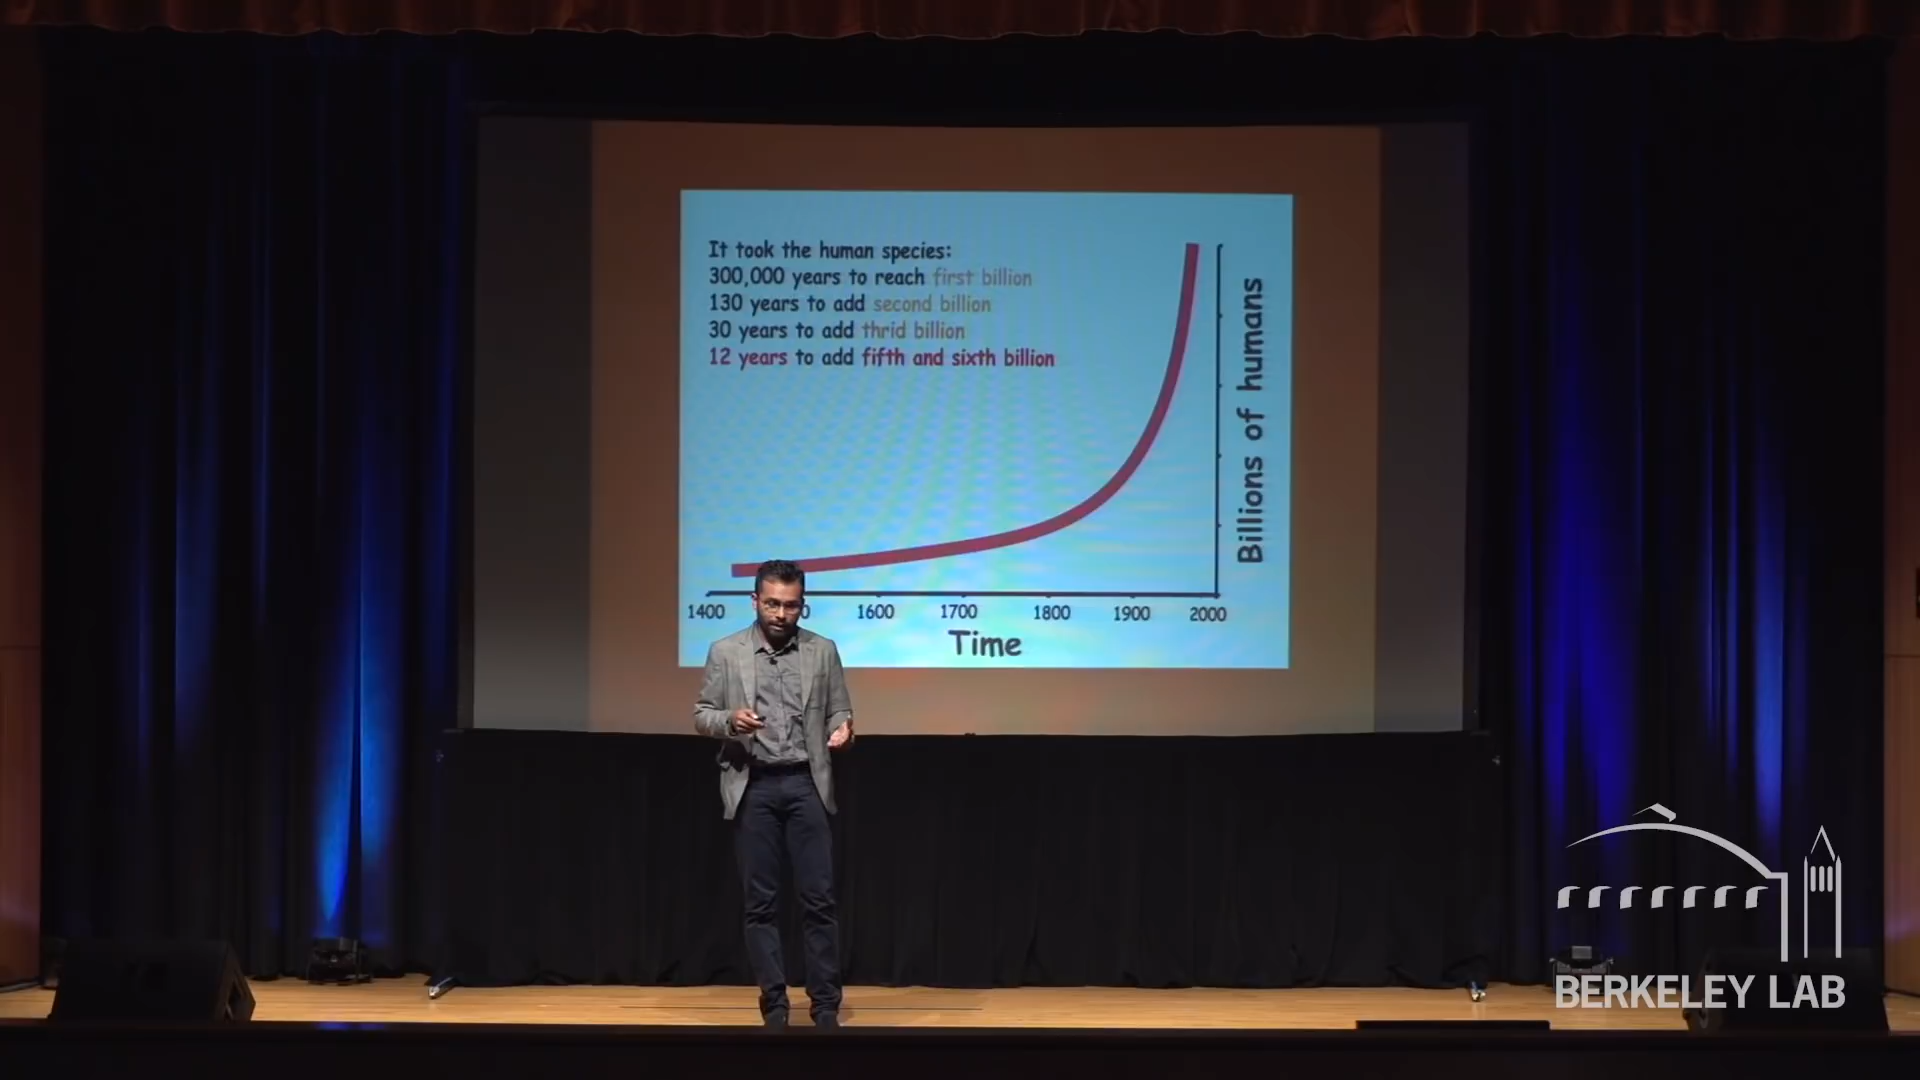 It took the human species:
300,000 years to reach first billion
130 years to add second billion
30 years to add thrid billion
12 years to add fifth and sixth billion
Billions of humans
1400 1600 1700 1800 1900 2000
Time
BERKELEY LAB